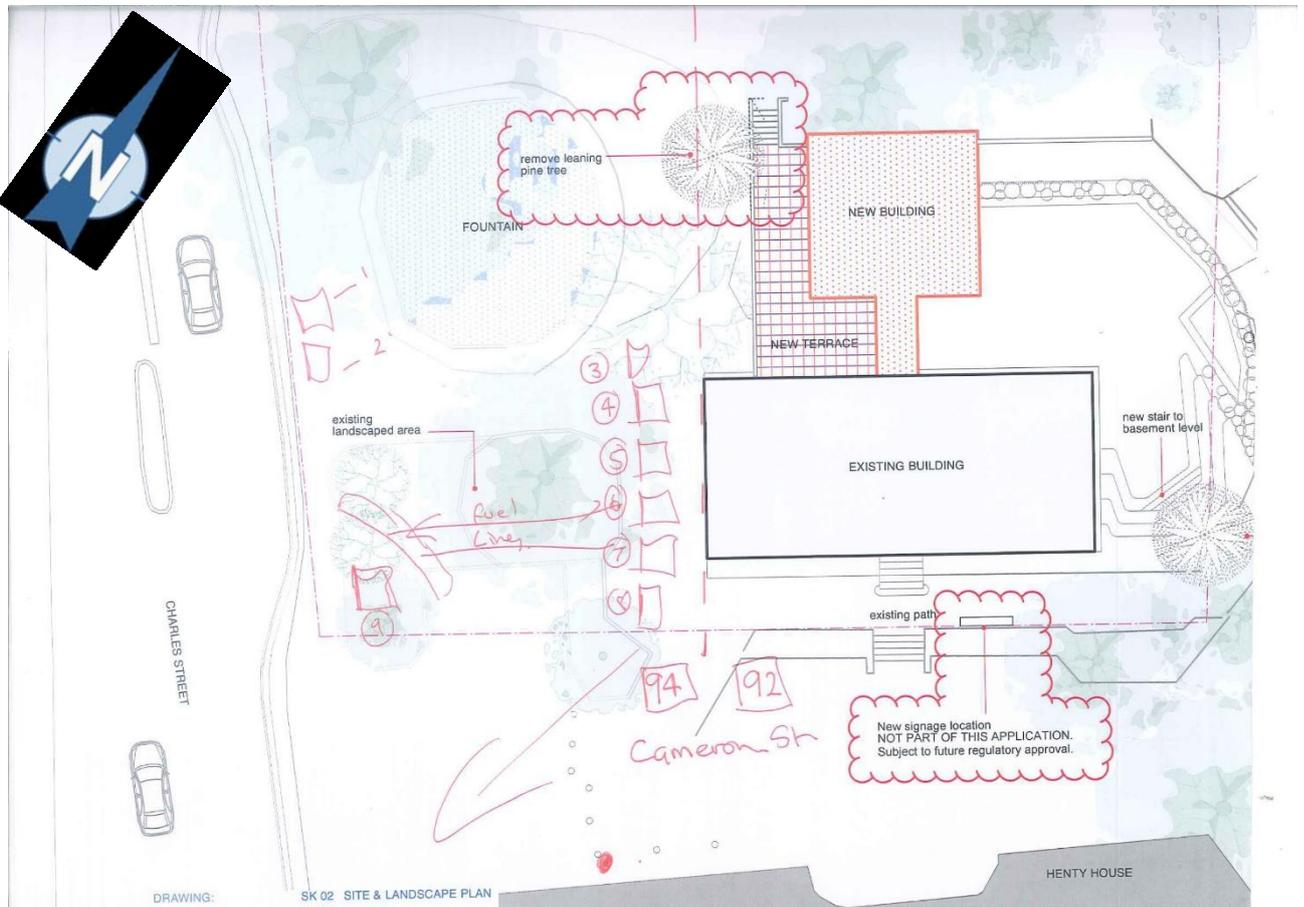 N
remove leaning
pine tree
NEW BUILDING
FOUNTAIN
1
2
NEW TERRACE
3
4
existing
landscaped area
new stair to
basement level
5
EXISTING BUILDING
6
fuel
Lines
7
8
9
existing path
CHARLES STREET
94
92
Cameron St
New signage location
NOT PART OF THIS APPLICATION.
Subject to future regulatory approval.
HENTY HOUSE
DRAWING:
SK 02 SITE & LANDSCAPE PLAN